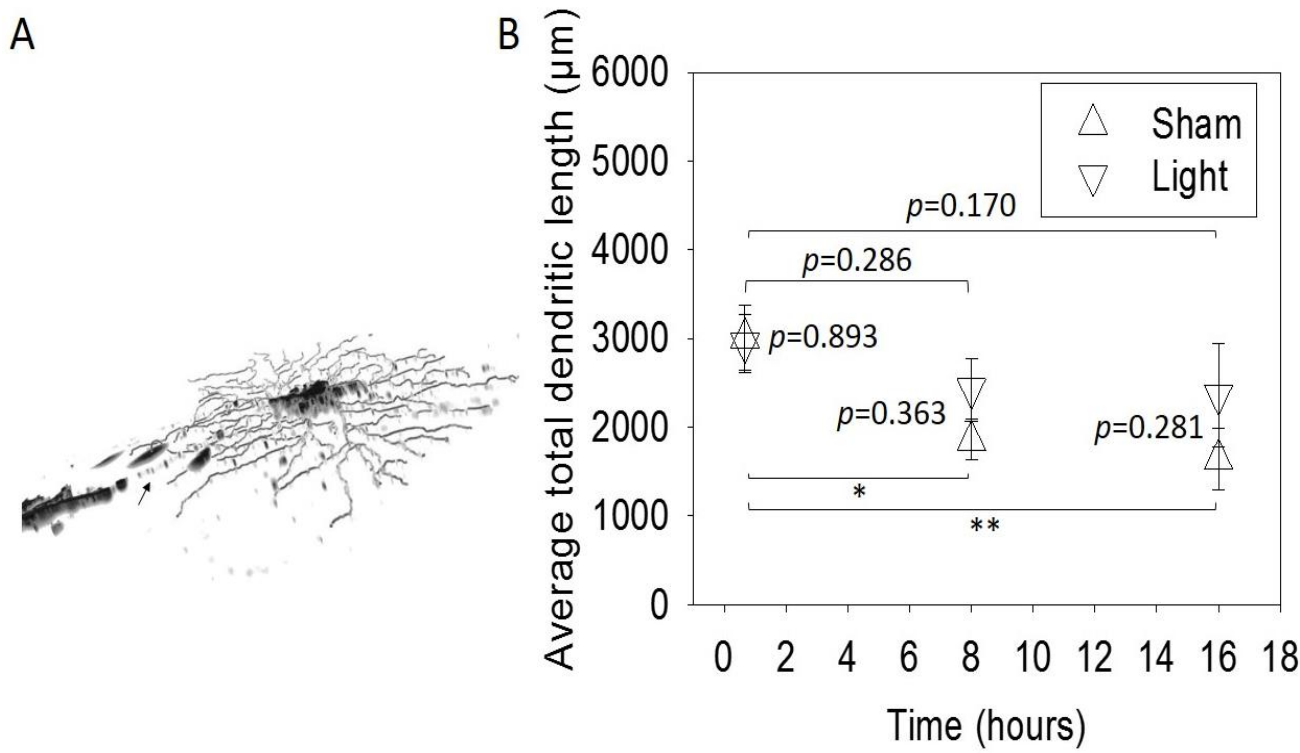 A
B
Average total dendritic length (µm)
6000
5000
4000
3000
2000
1000
0
Sham
Light
p=0.170
p=0.286
p=0.893
p=0.363
p=0.281
*
**
0 2 4 6 8 10 12 14 16 18
Time (hours)